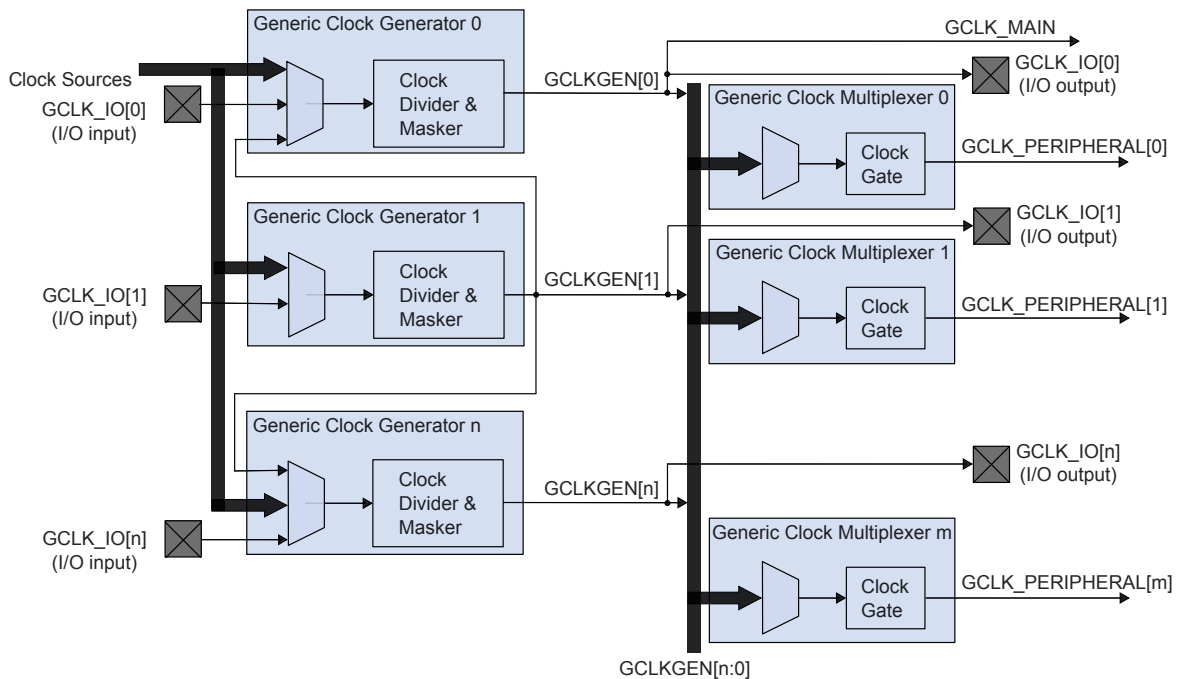 Generic Clock Generator 0
Clock Sources
GCLK_IO[0]
(I/O input)
Clock
Divider &
Masker
GCLKGEN[0]
GCLK_MAIN
GCLK_IO[0]
(I/O output)
Generic Clock Multiplexer 0
Clock
Gate
GCLK_PERIPHERAL[0]
Generic Clock Generator 1
GCLK_IO[1]
(I/O input)
Clock
Divider &
Masker
GCLKGEN[1]
GCLK_IO[1]
(I/O output)
Generic Clock Multiplexer 1
Clock
Gate
GCLK_PERIPHERAL[1]
Generic Clock Generator n
GCLK_IO[n]
(I/O input)
Clock
Divider &
Masker
GCLKGEN[n]
GCLK_IO[n]
(I/O output)
Generic Clock Multiplexer m
Clock
Gate
GCLK_PERIPHERAL[m]
GCLKGEN[n:0]